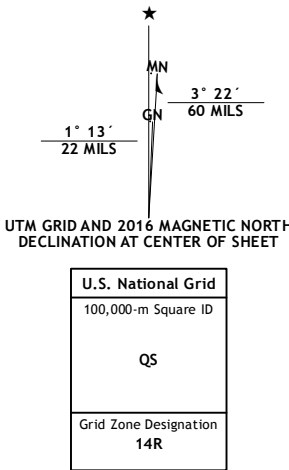 ★
MN
3° 22´
60 MILS
GN
1° 13´
22 MILS
UTM GRID AND 2016 MAGNETIC NORTH
DECLINATION AT CENTER OF SHEET
U.S. National Grid
100,000-m Square ID
QS
Grid Zone Designation
14R